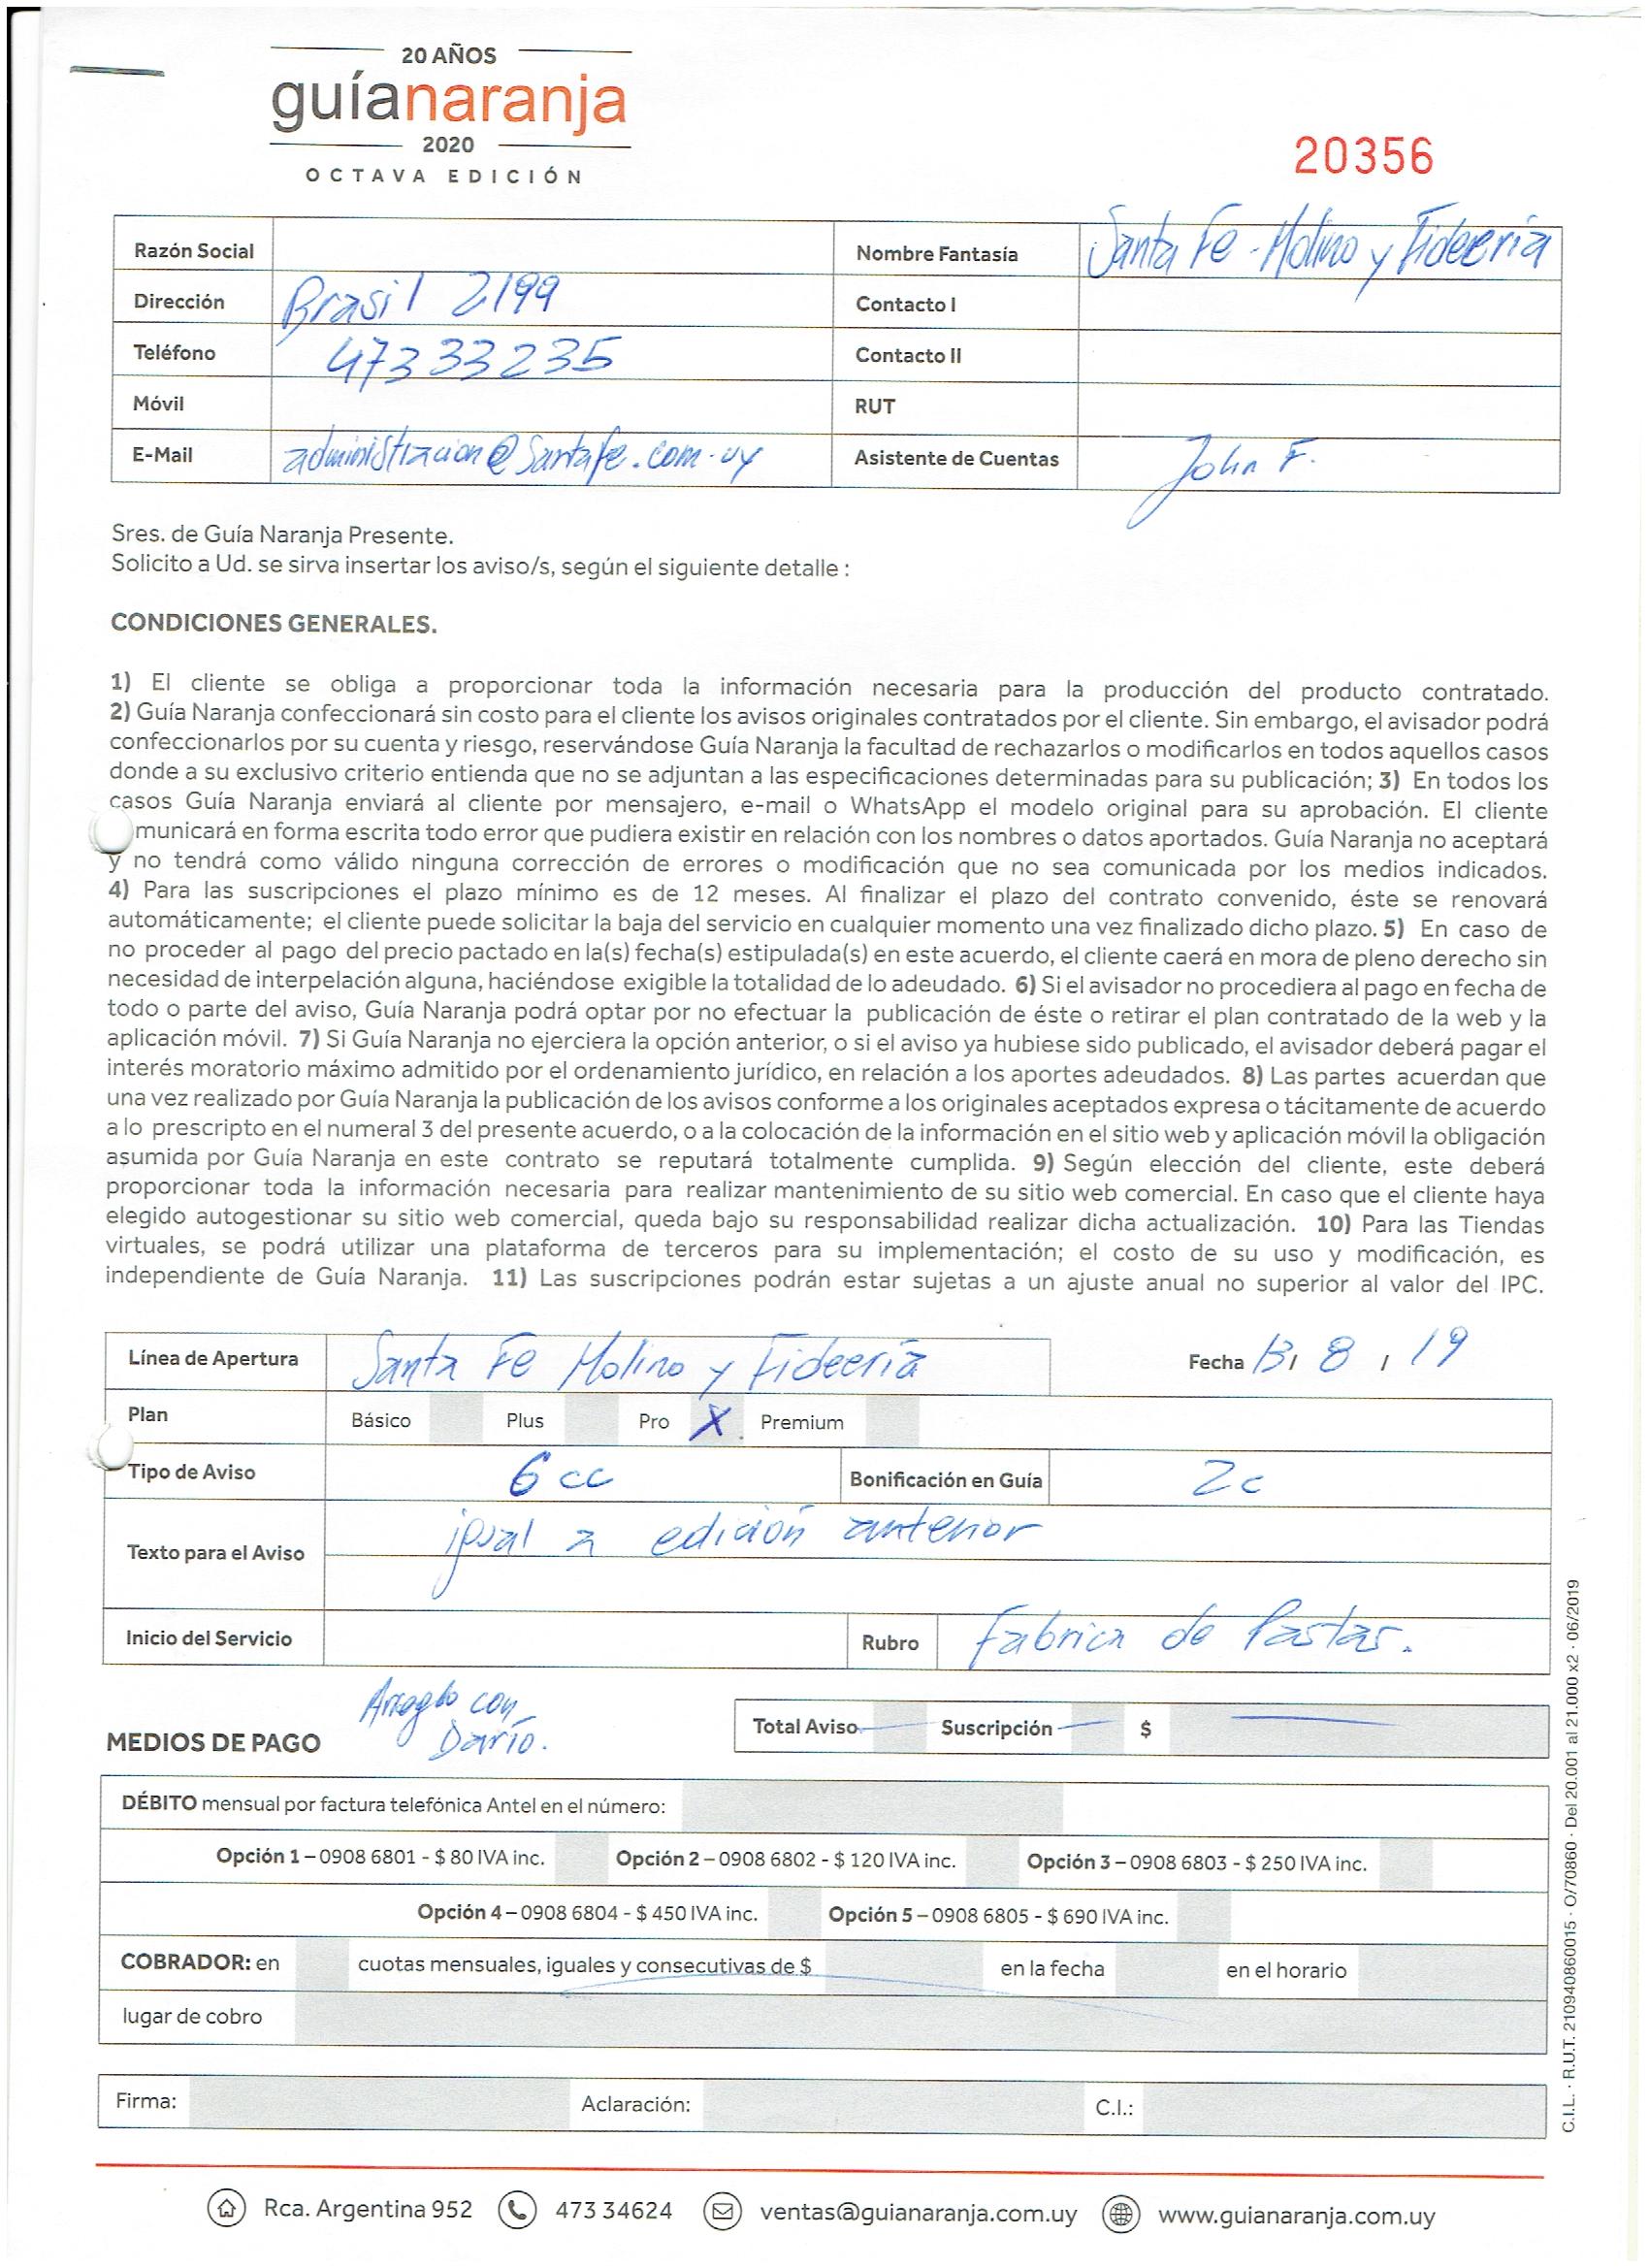 20 AÑOS
guíanaranja
2020
OCTAVA EDICIÓN
20356
Razón Social
Nombre Fantasía Santa Fe - Molino y Fideería
Dirección Brasil 2199
Contacto I
Teléfono 47333235
Contacto II
Móvil
RUT
E-Mail administracion@santafe.com.uy
Asistente de Cuentas John F.
Sres. de Guía Naranja Presente.
Solicito a Ud. se sirva insertar los aviso/s, según el siguiente detalle :
CONDICIONES GENERALES.
1) El cliente se obliga a proporcionar toda la información necesaria para la producción del producto contratado.
2) Guía Naranja confeccionará sin costo para el cliente los avisos originales contratados por el cliente. Sin embargo, el avisador podrá
confeccionarlos por su cuenta y riesgo, reservándose Guía Naranja la facultad de rechazarlos o modificarlos en todos aquellos casos
donde a su exclusivo criterio entienda que no se adjuntan a las especificaciones determinadas para su publicación; 3) En todos los
casos Guía Naranja enviará al cliente por mensajero, e-mail o WhatsApp el modelo original para su aprobación. El cliente
municará en forma escrita todo error que pudiera existir en relación con los nombres o datos aportados. Guía Naranja no aceptará
y no tendrá como válido ninguna corrección de errores o modificación que no sea comunicada por los medios indicados.
4) Para las suscripciones el plazo mínimo es de 12 meses. Al finalizar el plazo del contrato convenido, éste se renovará
automáticamente; el cliente puede solicitar la baja del servicio en cualquier momento una vez finalizado dicho plazo. 5) En caso de
no proceder al pago del precio pactado en la(s) fecha(s) estipulada(s) en este acuerdo, el cliente caerá en mora de pleno derecho sin
necesidad de interpelación alguna, haciéndose exigible la totalidad de lo adeudado. 6) Si el avisador no procediera al pago en fecha de
todo o parte del aviso, Guía Naranja podrá optar por no efectuar la publicación de éste o retirar el plan contratado de la web y la
aplicación móvil. 7) Si Guía Naranja no ejerciera la opción anterior, o si el aviso ya hubiese sido publicado, el avisador deberá pagar el
interés moratorio máximo admitido por el ordenamiento jurídico, en relación a los aportes adeudados. 8) Las partes acuerdan que
una vez realizado por Guía Naranja la publicación de los avisos conforme a los originales aceptados expresa o tácitamente de acuerdo
a lo prescripto en el numeral 3 del presente acuerdo, o a la colocación de la información en el sitio web y aplicación móvil la obligación
asumida por Guía Naranja en este contrato se reputará totalmente cumplida. 9) Según elección del cliente, este deberá
proporcionar toda la información necesaria para realizar mantenimiento de su sitio web comercial. En caso que el cliente haya
elegido autogestionar su sitio web comercial, queda bajo su responsabilidad realizar dicha actualización. 10) Para las Tiendas
virtuales, se podrá utilizar una plataforma de terceros para su implementación; el costo de su uso y modificación, es
independiente de Guía Naranja. 11) Las suscripciones podrán estar sujetas a un ajuste anual no superior al valor del IPC.
Línea de Apertura Santa Fe Molino y Fideería
Fecha 13/ 8 / 19
Plan Básico Plus Pro X Premium
Tipo de Aviso 6 cc Bonificación en Guía 2c
Texto para el Aviso igual a edición anterior
Inicio del Servicio Rubro Fabrica de Pastas.
Arreglo con
Darío.
MEDIOS DE PAGO
Total Aviso Suscripción $
DÉBITO mensual por factura telefónica Antel en el número:
Opción 1 – 0908 6801 - $ 80 IVA inc. Opción 2 – 0908 6802 - $ 120 IVA inc. Opción 3 – 0908 6803 - $ 250 IVA inc.
Opción 4 – 0908 6804 - $ 450 IVA inc. Opción 5 – 0908 6805 - $ 690 IVA inc.
COBRADOR: en cuotas mensuales, iguales y consecutivas de $ en la fecha en el horario
lugar de cobro
Firma: Aclaración: C.I.:
C.I.L. · R.U.T. 210940860015 · O/70860 · Del 20.001 al 21.000 x2 · 06/2019
Rca. Argentina 952 473 34624 ventas@guianaranja.com.uy www.guianaranja.com.uy